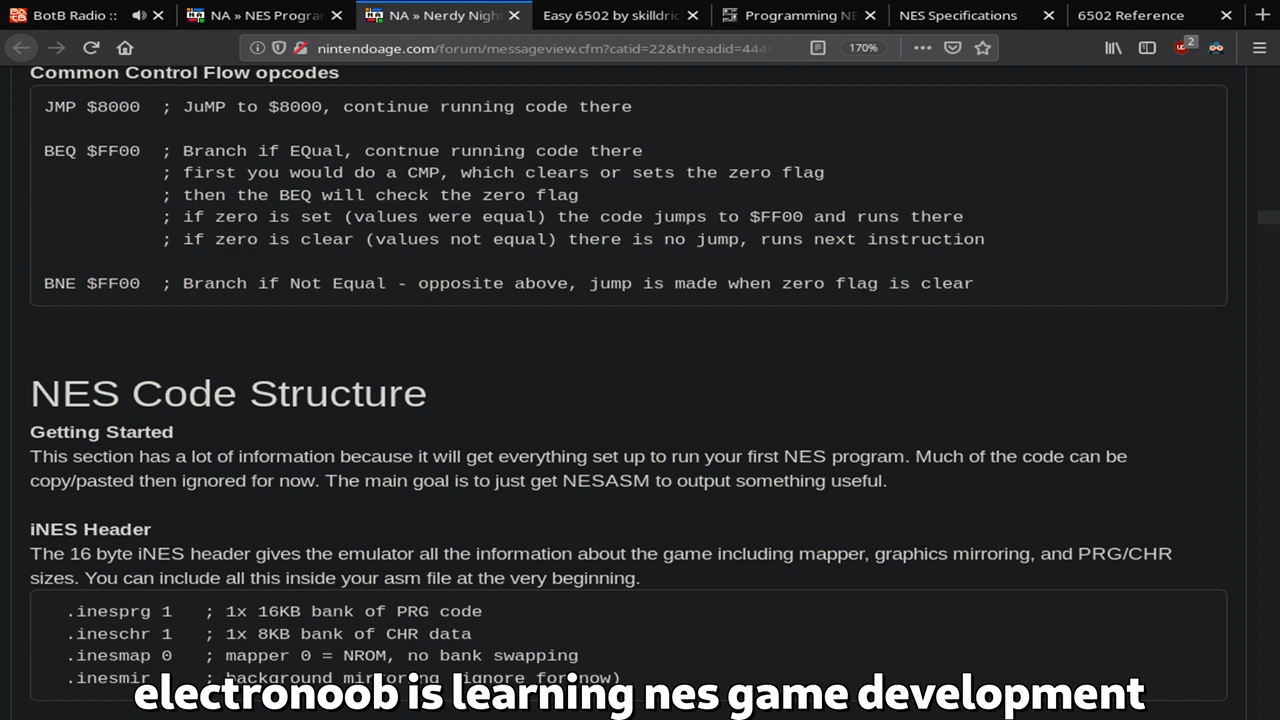 BotB Radio ::
NA » NES Progra
NA » Nerdy Nigh
Easy 6502 by skilldric
Programming NE
NES Specifications
6502 Reference
nintendoage.com/forum/messageview.cfm?catid=22&threadid=444
170%
2
Common Control Flow opcodes
JMP $8000 ; JuMP to $8000, continue running code there
BEQ $FF00 ; Branch if EQual, contnue running code there
; first you would do a CMP, which clears or sets the zero flag
; then the BEQ will check the zero flag
; if zero is set (values were equal) the code jumps to $FF00 and runs there
; if zero is clear (values not equal) there is no jump, runs next instruction
BNE $FF00 ; Branch if Not Equal - opposite above, jump is made when zero flag is clear
NES Code Structure
Getting Started
This section has a lot of information because it will get everything set up to run your first NES program. Much of the code can be
copy/pasted then ignored for now. The main goal is to just get NESASM to output something useful.
iNES Header
The 16 byte iNES header gives the emulator all the information about the game including mapper, graphics mirroring, and PRG/CHR
sizes. You can include all this inside your asm file at the very beginning.
.inesprg 1 ; 1x 16KB bank of PRG code
.ineschr 1 ; 1x 8KB bank of CHR data
.inesmap 0 ; mapper 0 = NROM, no bank swapping
.inesmir ; background mirroring (ignore for now)
electronoob is learning nes game development